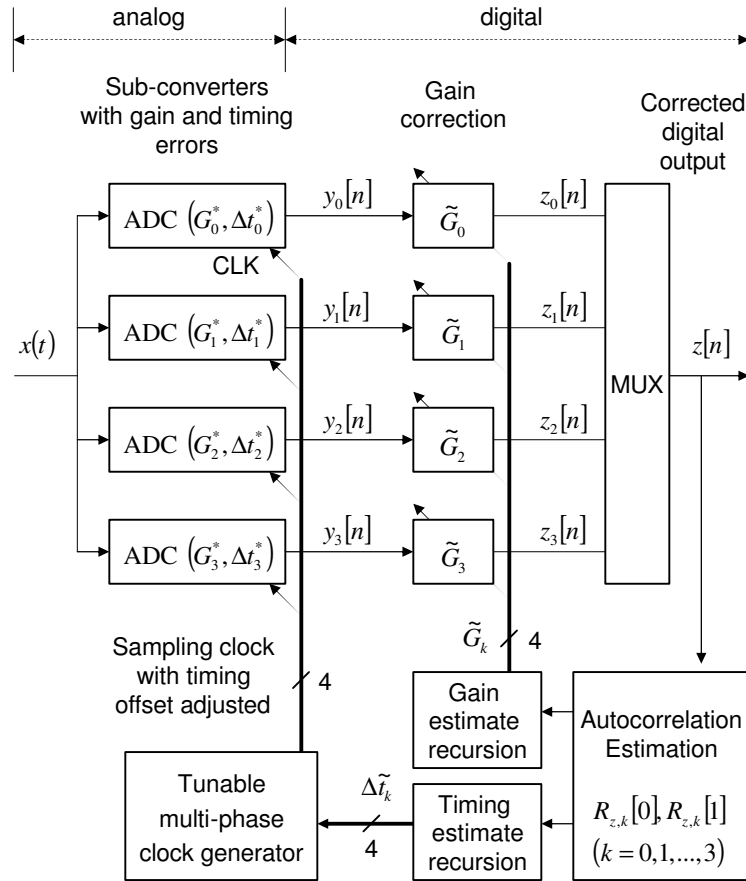 analog
digital
Sub-converters
with gain and timing
errors
Gain
correction
Corrected
digital
output
ADC (G₀*, Δt₀*)
y₀[n]
G̃₀
z₀[n]
CLK
ADC (G₁*, Δt₁*)
y₁[n]
G̃₁
z₁[n]
x(t)
MUX
z[n]
ADC (G₂*, Δt₂*)
y₂[n]
G̃₂
z₂[n]
ADC (G₃*, Δt₃*)
y₃[n]
G̃₃
z₃[n]
Sampling clock
with timing
offset adjusted
4
G̃ₖ
4
Gain
estimate
recursion
Autocorrelation
Estimation
R_{z,k}[0], R_{z,k}[1]
(k = 0,1,...,3)
Tunable
multi-phase
clock generator
Δt̃ₖ
4
Timing
estimate
recursion